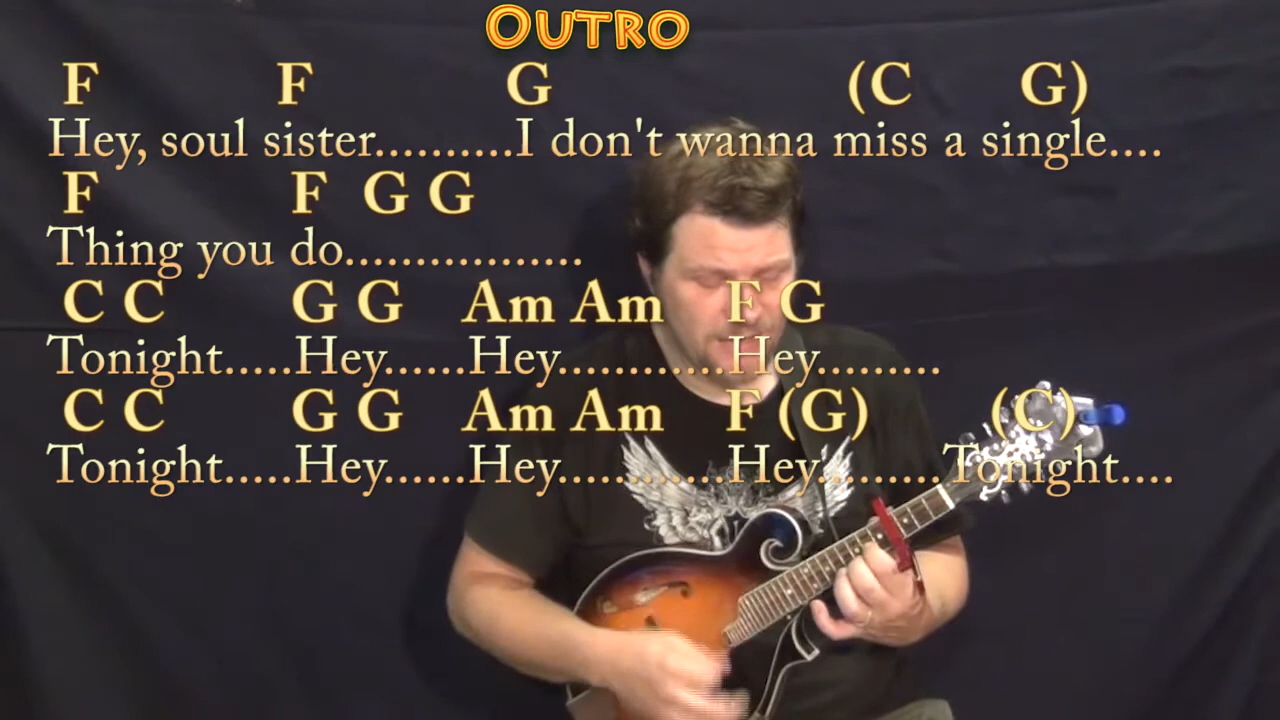 OUTRO
F F G (C G)
Hey, soul sister..........I don't wanna miss a single....
F F G G
Thing you do.................
C C G G Am Am F G
Tonight.....Hey......Hey............Hey.........
C C G G Am Am F (G) (C)
Tonight.....Hey......Hey............Hey.........Tonight....